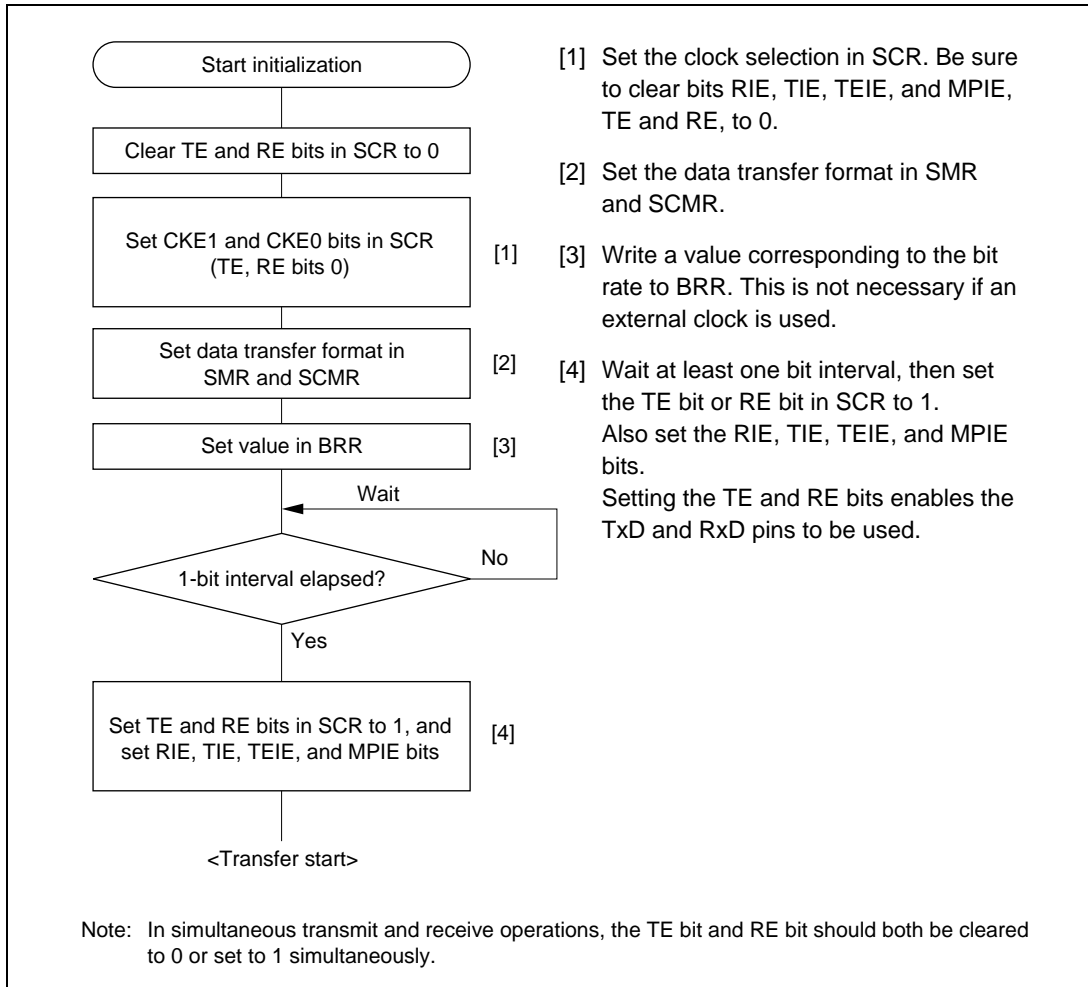 Start initialization
Clear TE and RE bits in SCR to 0
Set CKE1 and CKE0 bits in SCR
(TE, RE bits 0)
[1]
Set data transfer format in
SMR and SCMR
[2]
Set value in BRR
[3]
Wait
1-bit interval elapsed?
No
Yes
Set TE and RE bits in SCR to 1, and
set RIE, TIE, TEIE, and MPIE bits
[4]
<Transfer start>
[1] Set the clock selection in SCR. Be sure
to clear bits RIE, TIE, TEIE, and MPIE,
TE and RE, to 0.
[2] Set the data transfer format in SMR
and SCMR.
[3] Write a value corresponding to the bit
rate to BRR. This is not necessary if an
external clock is used.
[4] Wait at least one bit interval, then set
the TE bit or RE bit in SCR to 1.
Also set the RIE, TIE, TEIE, and MPIE
bits.
Setting the TE and RE bits enables the
TxD and RxD pins to be used.
Note: In simultaneous transmit and receive operations, the TE bit and RE bit should both be cleared
to 0 or set to 1 simultaneously.